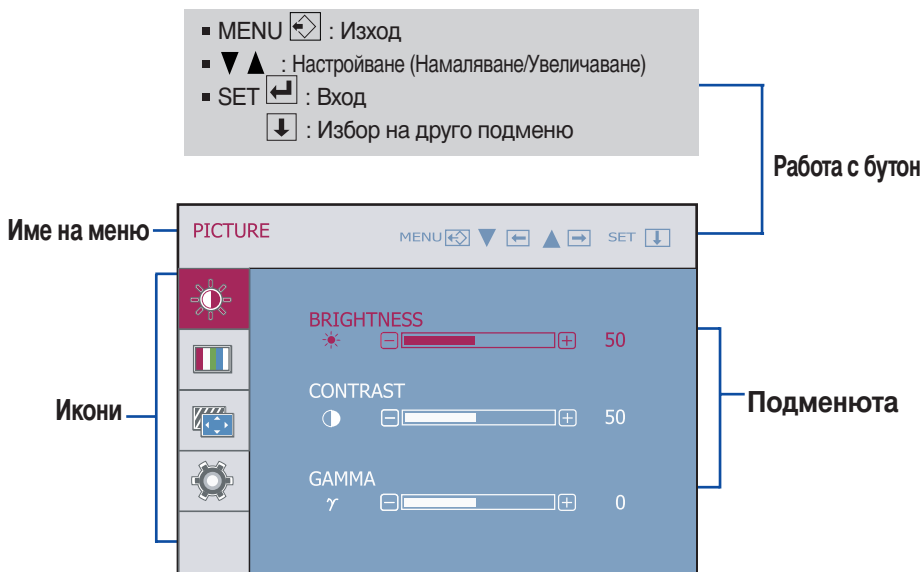 MENU : Изход
▼ ▲ : Настройване (Намаляване/Увеличаване)
SET : Вход
: Избор на друго подменю
Работа с бутон
Име на меню
PICTURE MENU SET
BRIGHTNESS
50
Икони
CONTRAST
50
Подменюта
GAMMA
γ 0